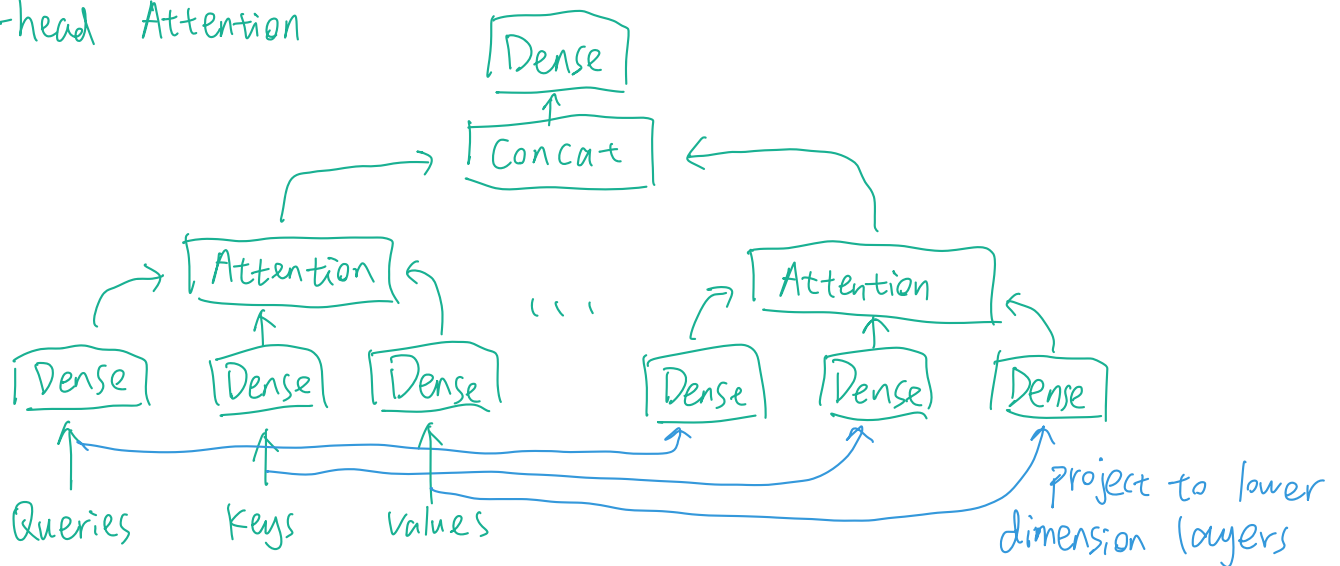 -head Attention
Dense
Concat
Attention
Attention
...
Dense
Dense
Dense
Dense
Dense
Dense
Queries
Keys
values
project to lower
dimension layers